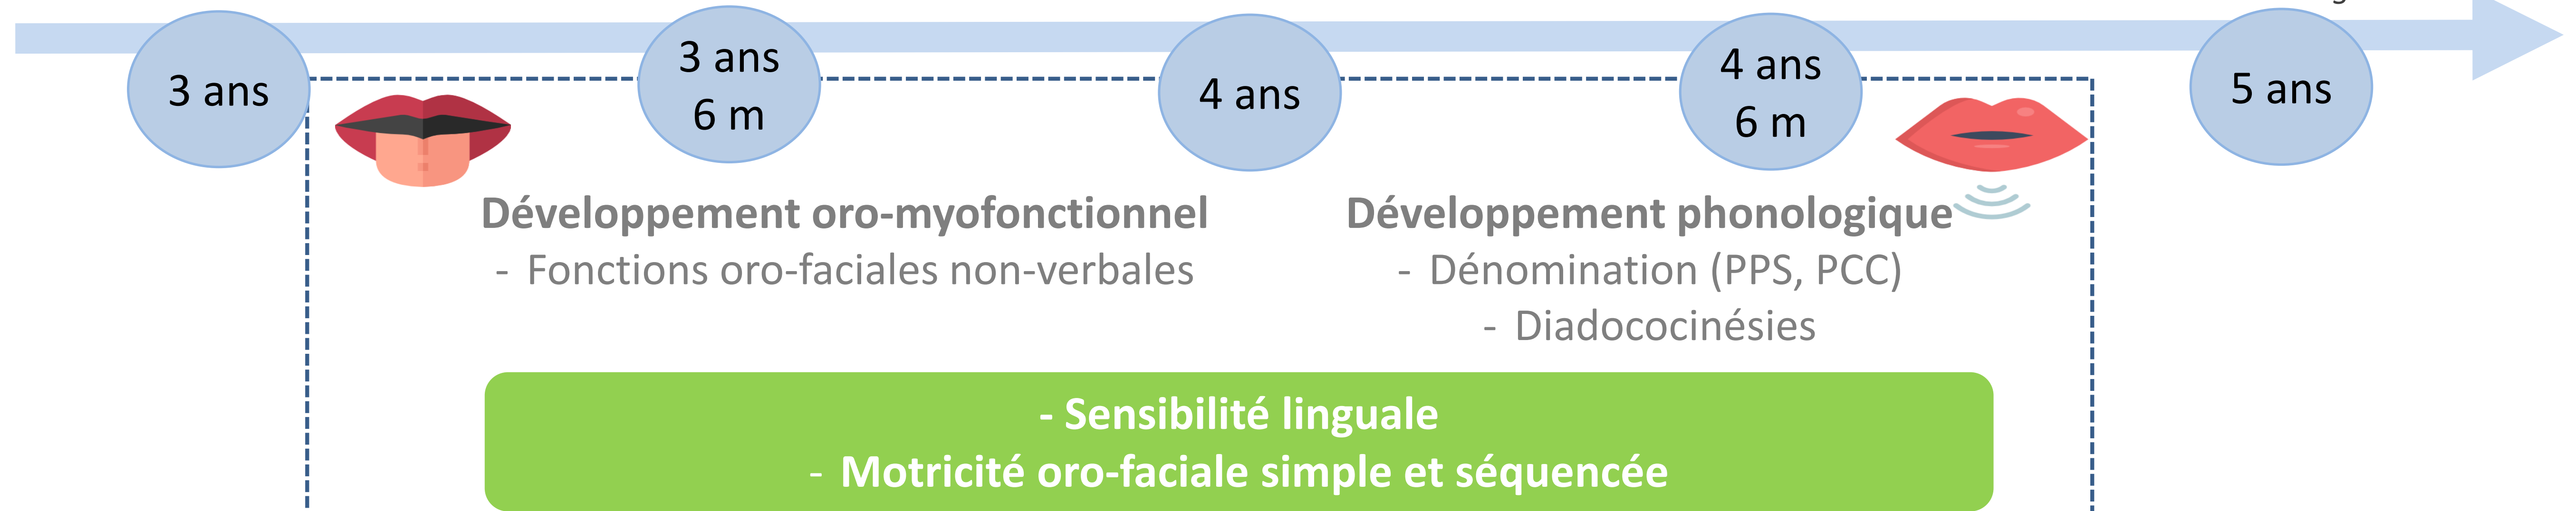 3 ans
3 ans
6 m
4 ans
4 ans
6 m
5 ans
Développement oro-myofonctionnel
- Fonctions oro-faciales non-verbales
Développement phonologique
- Dénomination (PPS, PCC)
- Diadococinésies
- Sensibilité linguale
- Motricité oro-faciale simple et séquencée